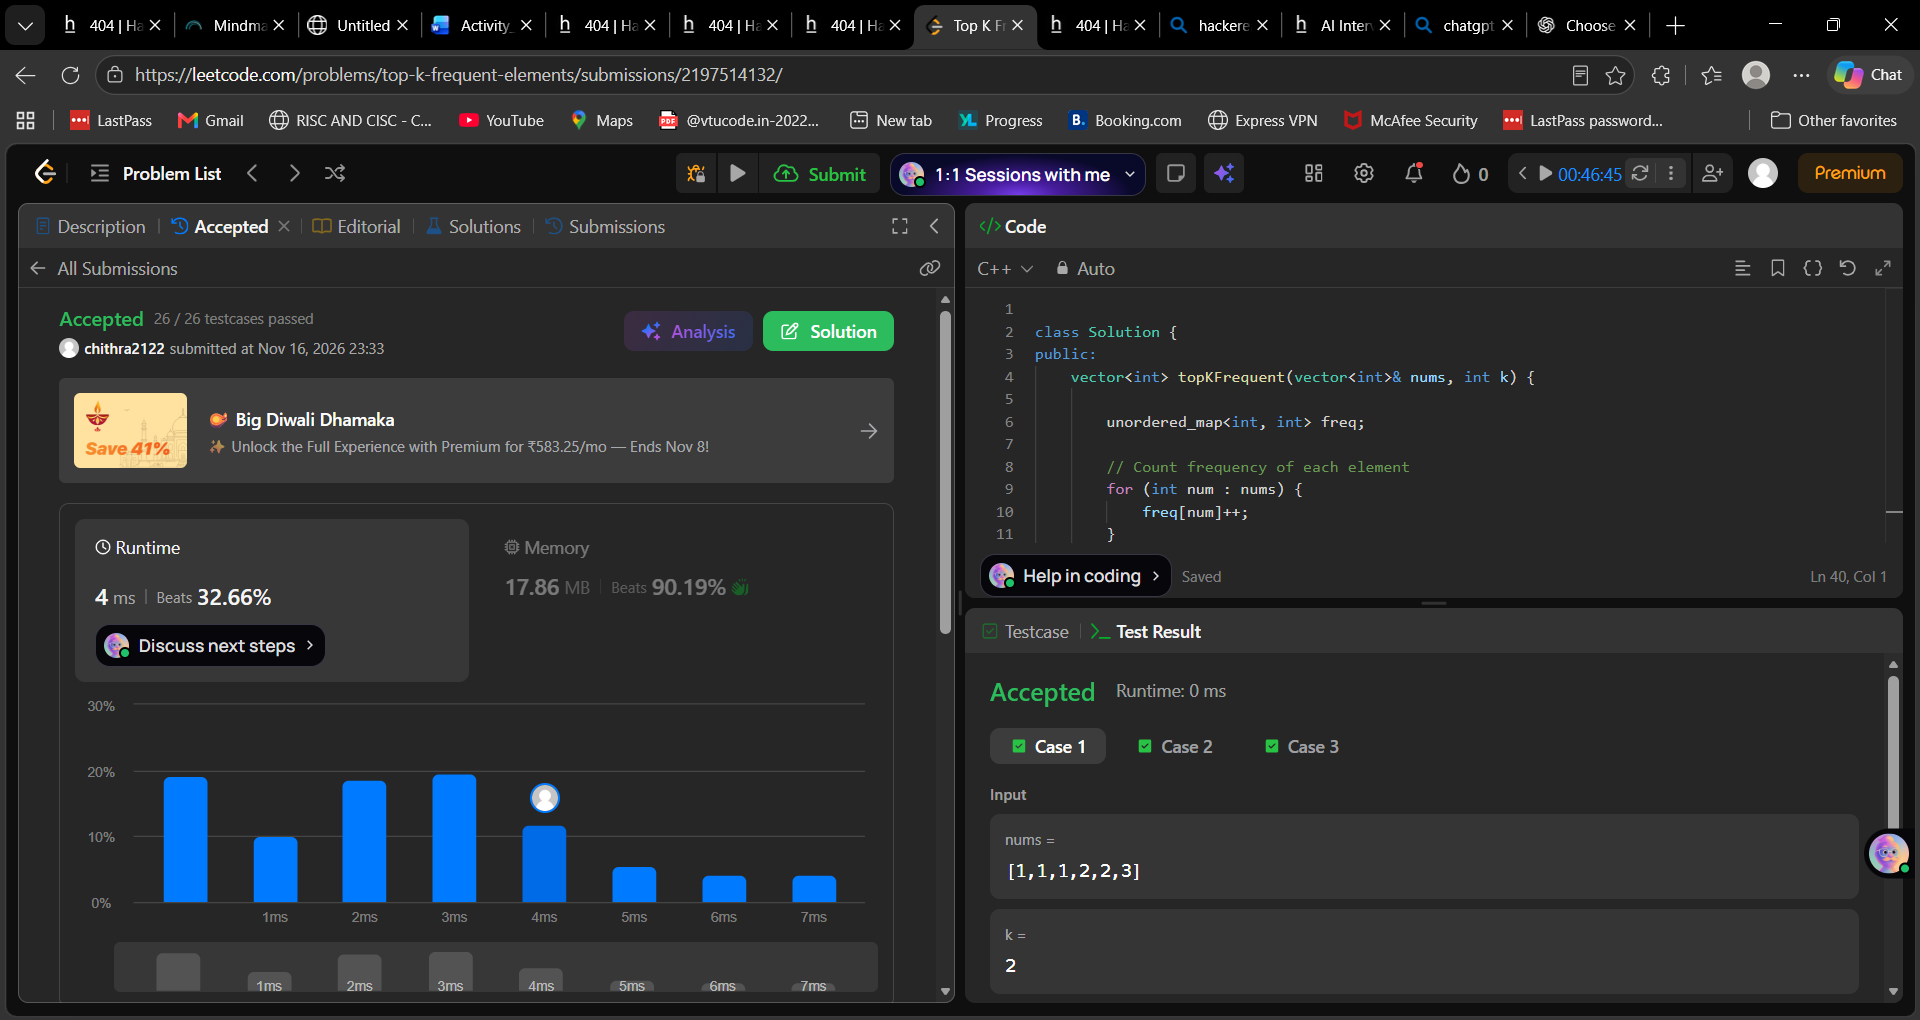 404 | Ha
Mindma
Untitled
Activity_
404 | Ha
404 | Ha
404 | Ha
Top K Fr
404 | Ha
hackere
AI Inter
chatgpt
Choose
https://leetcode.com/problems/top-k-frequent-elements/submissions/2197514132/
Chat
LastPass
Gmail
RISC AND CISC - C...
YouTube
Maps
@vtucode.in-2022...
New tab
Progress
Booking.com
Express VPN
McAfee Security
LastPass password...
Other favorites
Problem List
Submit
1:1 Sessions with me
0
00:46:45
Premium
Description
Accepted
Editorial
Solutions
Submissions
All Submissions
Accepted 26 / 26 testcases passed
chithra2122 submitted at Nov 16, 2026 23:33
Analysis
Solution
Save 41%
Big Diwali Dhamaka
Unlock the Full Experience with Premium for ₹583.25/mo — Ends Nov 8!
Runtime
4 ms | Beats 32.66%
Discuss next steps
Memory
17.86 MB | Beats 90.19%
30%
20%
10%
0%
1ms 2ms 3ms 4ms 5ms 6ms 7ms
1ms 2ms 3ms 4ms 5ms 6ms 7ms
</> Code
C++
Auto
1
2 class Solution {
3 public:
4 vector<int> topKFrequent(vector<int>& nums, int k) {
5
6 unordered_map<int, int> freq;
7
8 // Count frequency of each element
9 for (int num : nums) {
10 freq[num]++;
11 }
Help in coding
Saved
Ln 40, Col 1
Testcase
Test Result
Accepted Runtime: 0 ms
Case 1
Case 2
Case 3
Input
nums =
[1,1,1,2,2,3]
k =
2